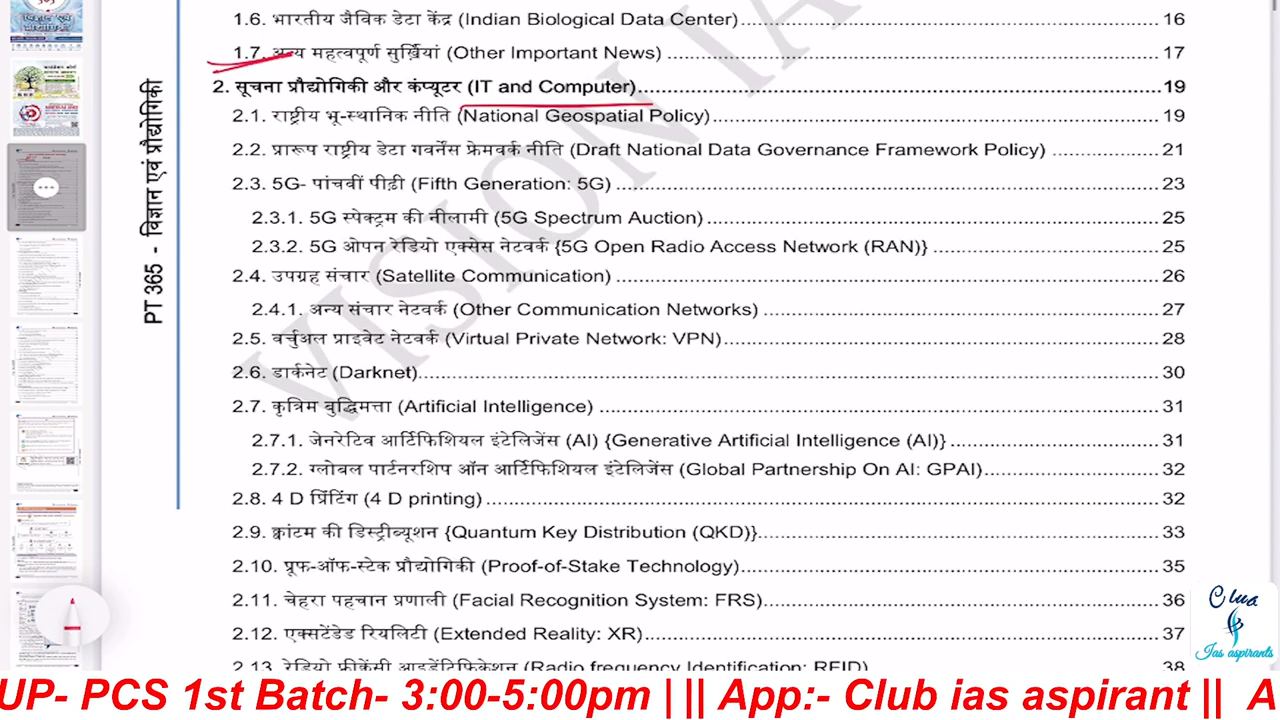 1.6. भारतीय जैविक डेटा केंद्र (Indian Biological Data Center) 16
1.7. अन्य महत्वपूर्ण सुर्खियां (Other Important News) 17
2. सूचना प्रौद्योगिकी और कंप्यूटर (IT and Computer) 19
2.1. राष्ट्रीय भू-स्थानिक नीति (National Geospatial Policy) 19
2.2. प्रारूप राष्ट्रीय डेटा गवर्नेंस फ्रेमवर्क नीति (Draft National Data Governance Framework Policy) 21
2.3. 5G- पांचवीं पीढ़ी (Fifth Generation: 5G) 23
2.3.1. 5G स्पेक्ट्रम की नीलामी (5G Spectrum Auction) 25
2.3.2. 5G ओपन रेडियो एक्सेस नेटवर्क {5G Open Radio Access Network (RAN)} 25
2.4. उपग्रह संचार (Satellite Communication) 26
2.4.1. अन्य संचार नेटवर्क (Other Communication Networks) 27
2.5. वर्चुअल प्राइवेट नेटवर्क (Virtual Private Network: VPN) 28
2.6. डार्कनेट (Darknet) 30
2.7. कृत्रिम बुद्धिमत्ता (Artificial Intelligence) 31
2.7.1. जनरेटिव आर्टिफिशियल इंटेलिजेंस (AI) {Generative Artificial Intelligence (AI)} 31
2.7.2. ग्लोबल पार्टनरशिप ऑन आर्टिफिशियल इंटेलिजेंस (Global Partnership On AI: GPAI) 32
2.8. 4 D प्रिंटिंग (4 D printing) 32
2.9. क्वांटम की डिस्ट्रीब्यूशन {Quantum Key Distribution (QKD)} 33
2.10. प्रूफ-ऑफ-स्टेक प्रौद्योगिकी (Proof-of-Stake Technology) 35
2.11. चेहरा पहचान प्रणाली (Facial Recognition System: FRS) 36
2.12. एक्सटेंडेड रियलिटी (Extended Reality: XR) 37
13. रेडियो फ्रीक्वेंसी आइडेंटिफिकेशन (Radio frequency Identification: RFID) 38
PT 365 - विज्ञान एवं प्रौद्योगिकी
Club
Ias aspirants
UP- PCS 1st Batch- 3:00-5:00pm | || App:- Club ias aspirant || A